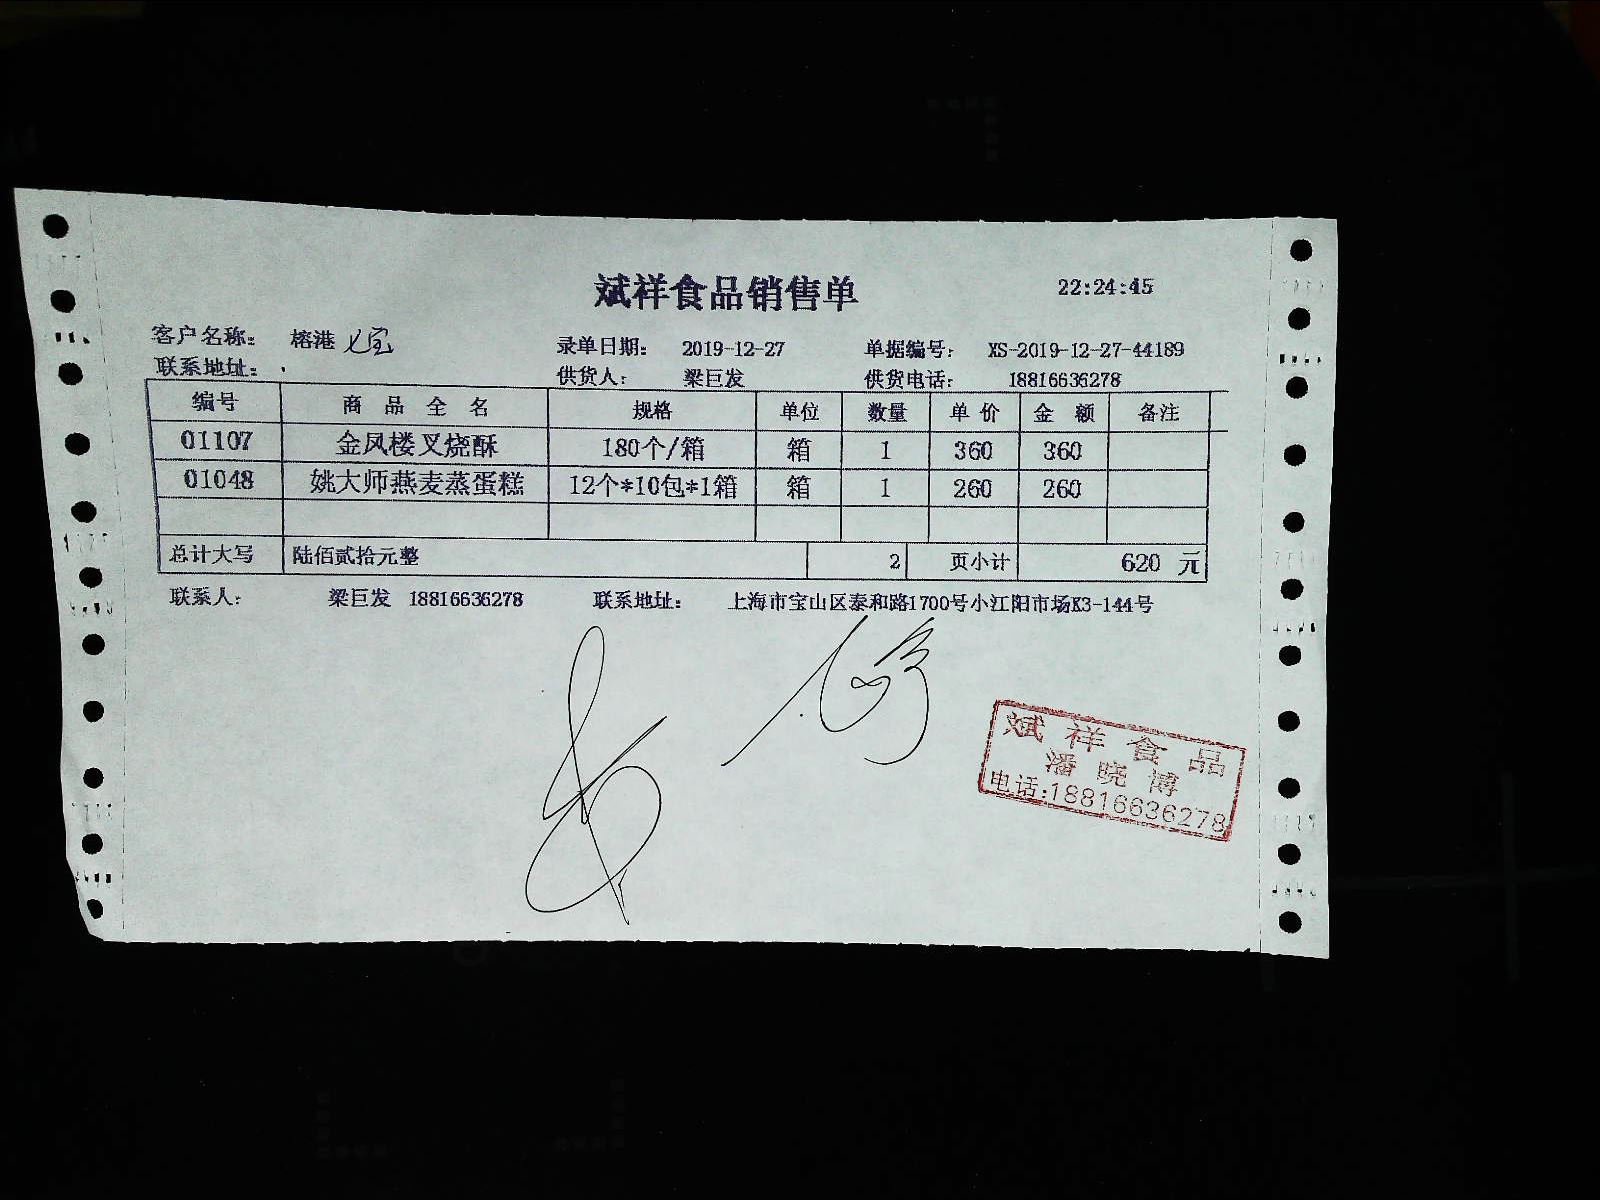 斌祥食品销售单 22:24:45
客户名称： 榕港 七宝 录单日期： 2019-12-27 单据编号： XS-2019-12-27-44189
联系地址： . 供货人： 梁巨发 供货电话： 18816636278
编号 商 品 全 名 规格 单位 数量 单 价 金 额 备注
01107 金凤楼叉烧酥 180个/箱 箱 1 360 360
01048 姚大师燕麦蒸蛋糕 12个*10包*1箱 箱 1 260 260
总计大写 陆佰贰拾元整 2 页小计 620 元
联系人： 梁巨发 18816636278 联系地址： 上海市宝山区泰和路1700号小江阳市场K3-144号
斌祥食品
潘晓博
电话:18816636278